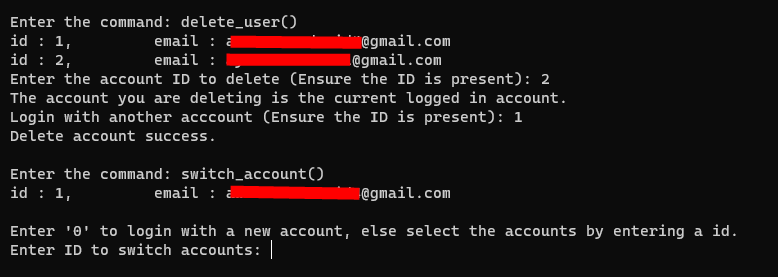 Enter the command: delete_user()
id : 1, email : @gmail.com
id : 2, email : @gmail.com
Enter the account ID to delete (Ensure the ID is present): 2
The account you are deleting is the current logged in account.
Login with another acccount (Ensure the ID is present): 1
Delete account success.
Enter the command: switch_account()
id : 1, email : @gmail.com
Enter '0' to login with a new account, else select the accounts by entering a id.
Enter ID to switch accounts: